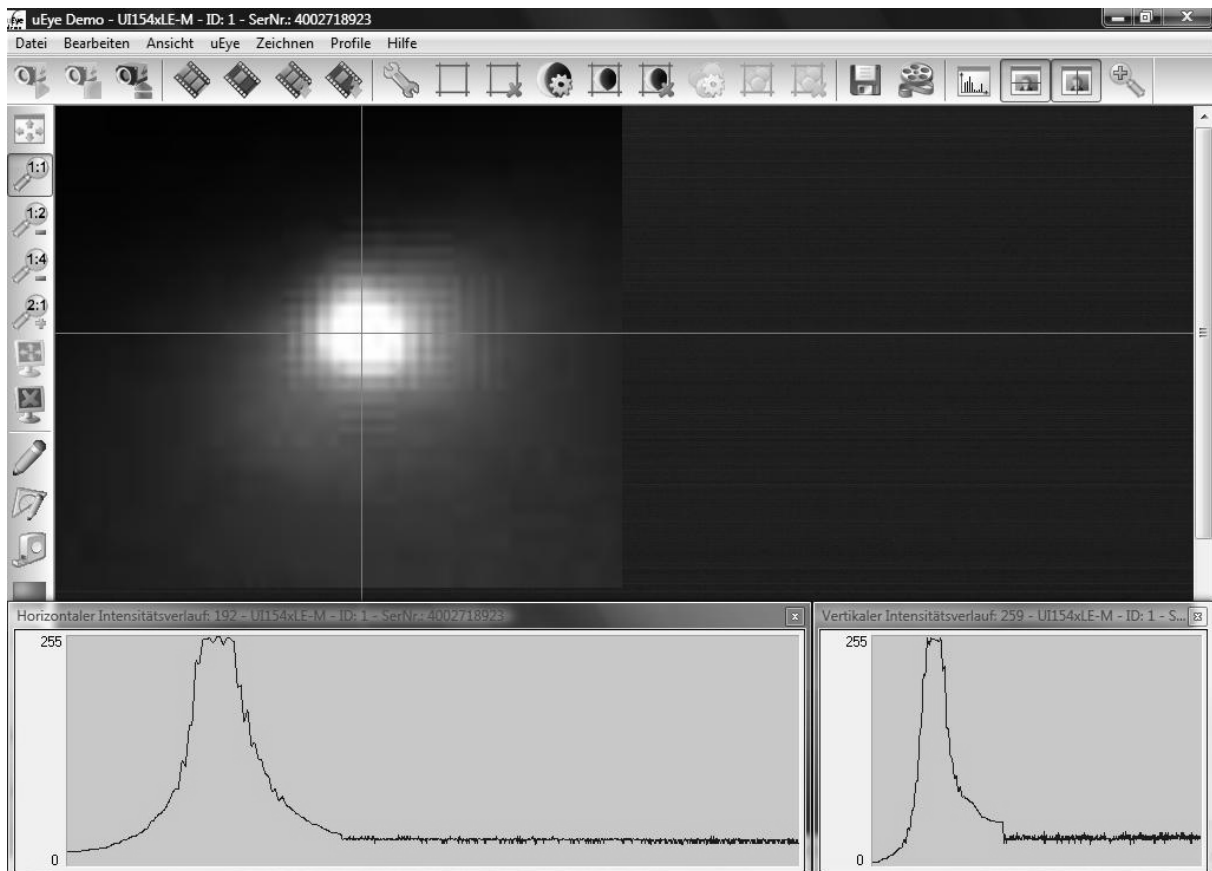 uEye Demo - UI154xLE-M - ID: 1 - SerNr.: 4002718923
Datei Bearbeiten Ansicht uEye Zeichnen Profile Hilfe
1:1
1:2
1:4
2:1
Horizontaler Intensitätsverlauf: 192 - UI154xLE-M - ID: 1 - SerNr.: 4002718923
255
0
Vertikaler Intensitätsverlauf: 259 - UI154xLE-M - ID: 1 - S...
255
0